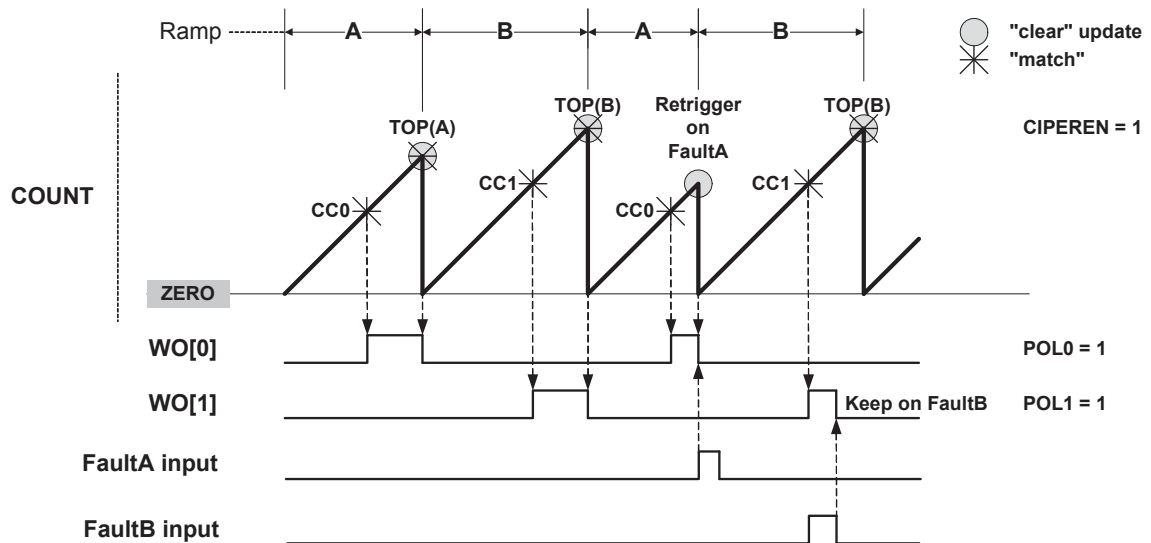 Ramp A B A B "clear" update
"match"
TOP(A) TOP(B) Retrigger on FaultA TOP(B) CIPEREN = 1
COUNT CC0 CC1 CC0 CC1
ZERO
WO[0] POL0 = 1
WO[1] Keep on FaultB POL1 = 1
FaultA input
FaultB input